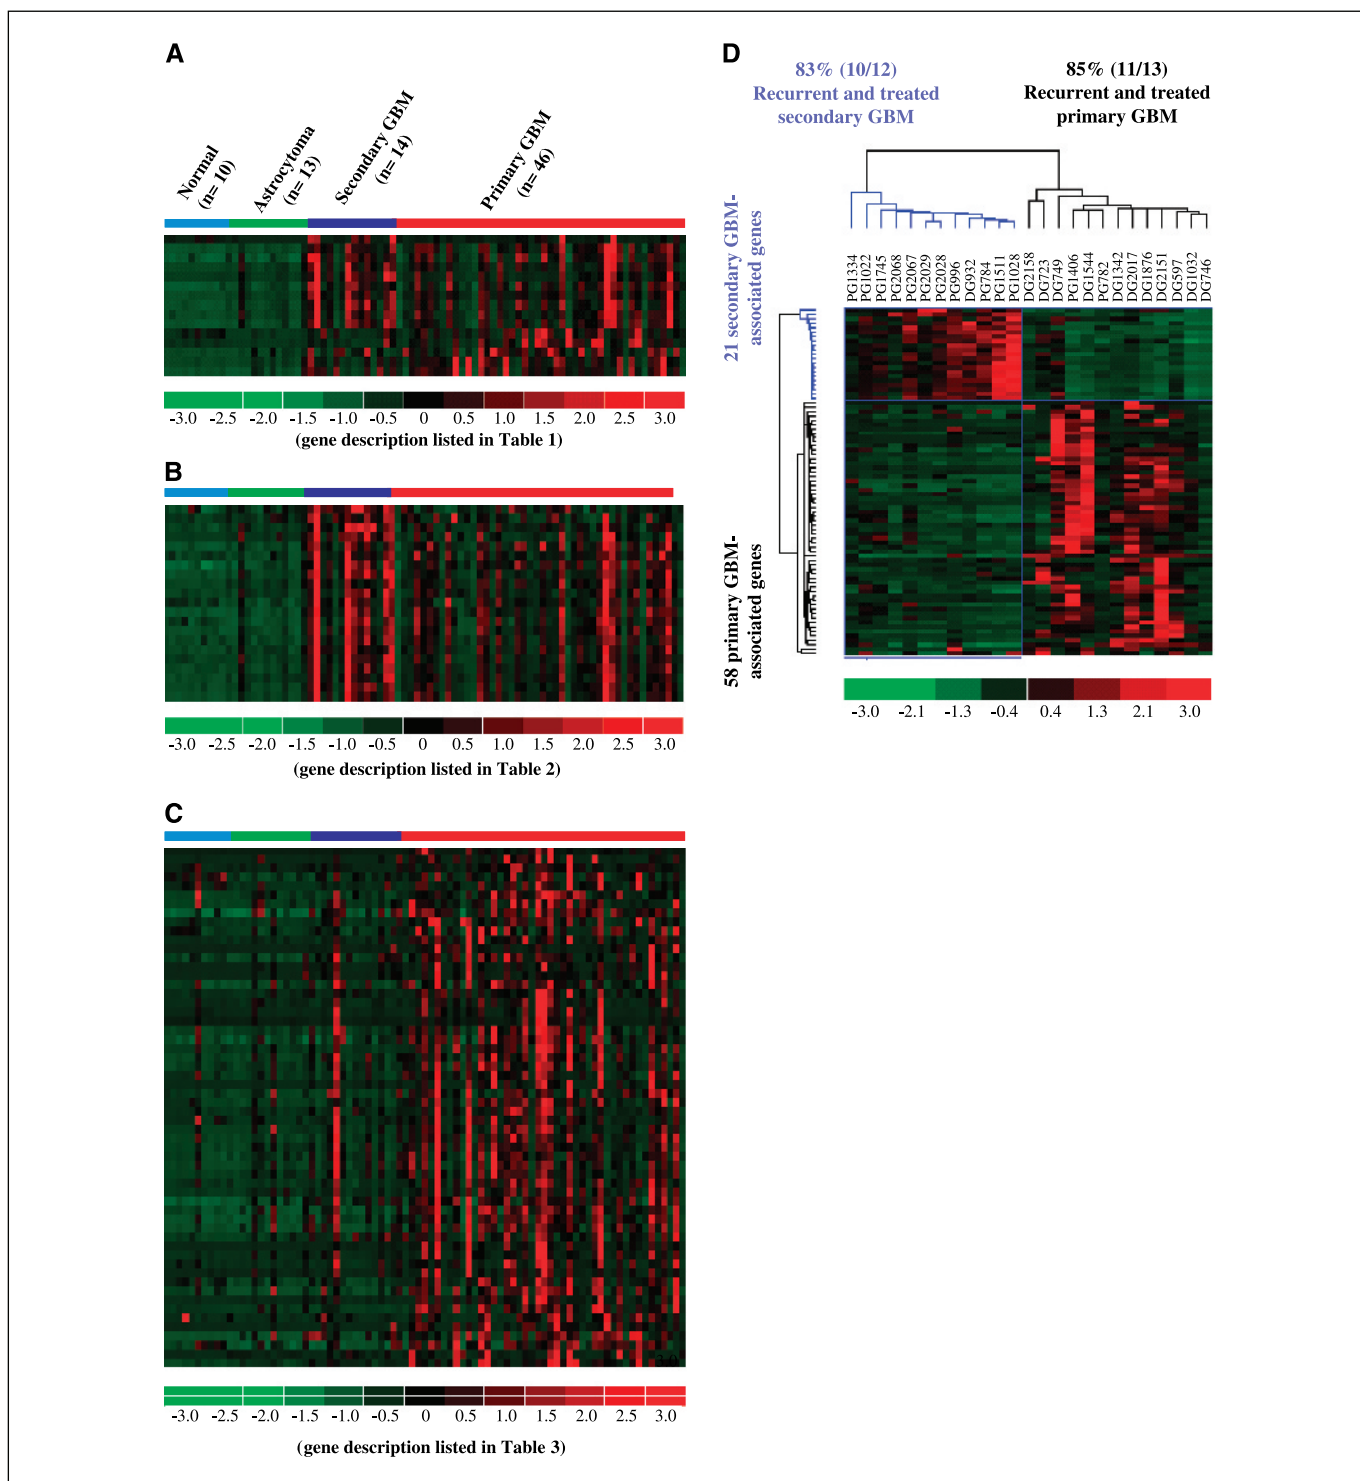 A
Normal
(n= 10)
Astrocytoma
(n= 13)
Secondary GBM
(n= 14)
Primary GBM
(n= 46)
-3.0 -2.5 -2.0 -1.5 -1.0 -0.5 0 0.5 1.0 1.5 2.0 2.5 3.0
(gene description listed in Table 1)
B
-3.0 -2.5 -2.0 -1.5 -1.0 -0.5 0 0.5 1.0 1.5 2.0 2.5 3.0
(gene description listed in Table 2)
C
3.0
-3.0 -2.5 -2.0 -1.5 -1.0 -0.5 0 0.5 1.0 1.5 2.0 2.5 3.0
(gene description listed in Table 3)
D
83% (10/12)
Recurrent and treated
secondary GBM
85% (11/13)
Recurrent and treated
primary GBM
PG1334
PG1022
PG1745
PG2068
PG2067
PG2029
PG2028
PG996
DG932
PG784
PG1511
PG1028
DG2158
DG723
DG749
PG1406
DG1544
PG782
DG1342
DG2017
DG1876
DG2151
DG597
DG1032
DG746
21 secondary GBM-
associated genes
58 primary GBM-
associated genes
-3.0 -2.1 -1.3 -0.4 0.4 1.3 2.1 3.0